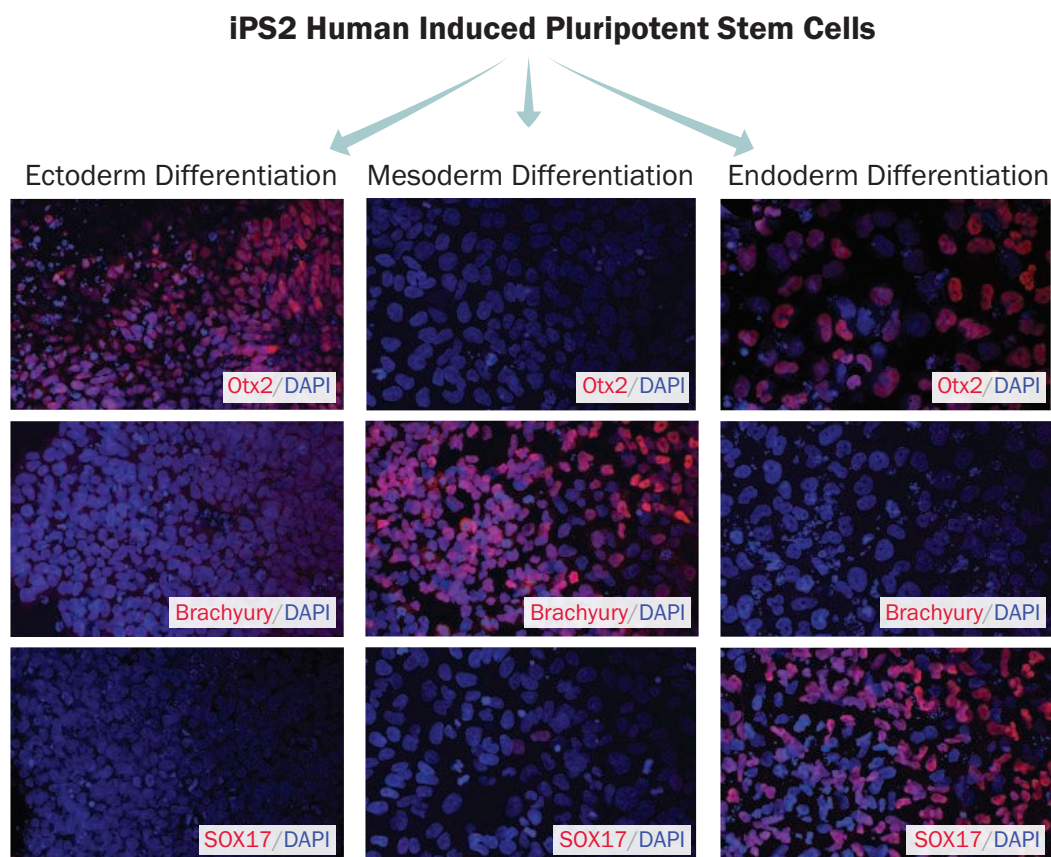 iPS2 Human Induced Pluripotent Stem Cells
Ectoderm Differentiation
Mesoderm Differentiation
Endoderm Differentiation
Otx2/DAPI
Otx2/DAPI
Otx2/DAPI
Brachyury/DAPI
Brachyury/DAPI
Brachyury/DAPI
SOX17/DAPI
SOX17/DAPI
SOX17/DAPI